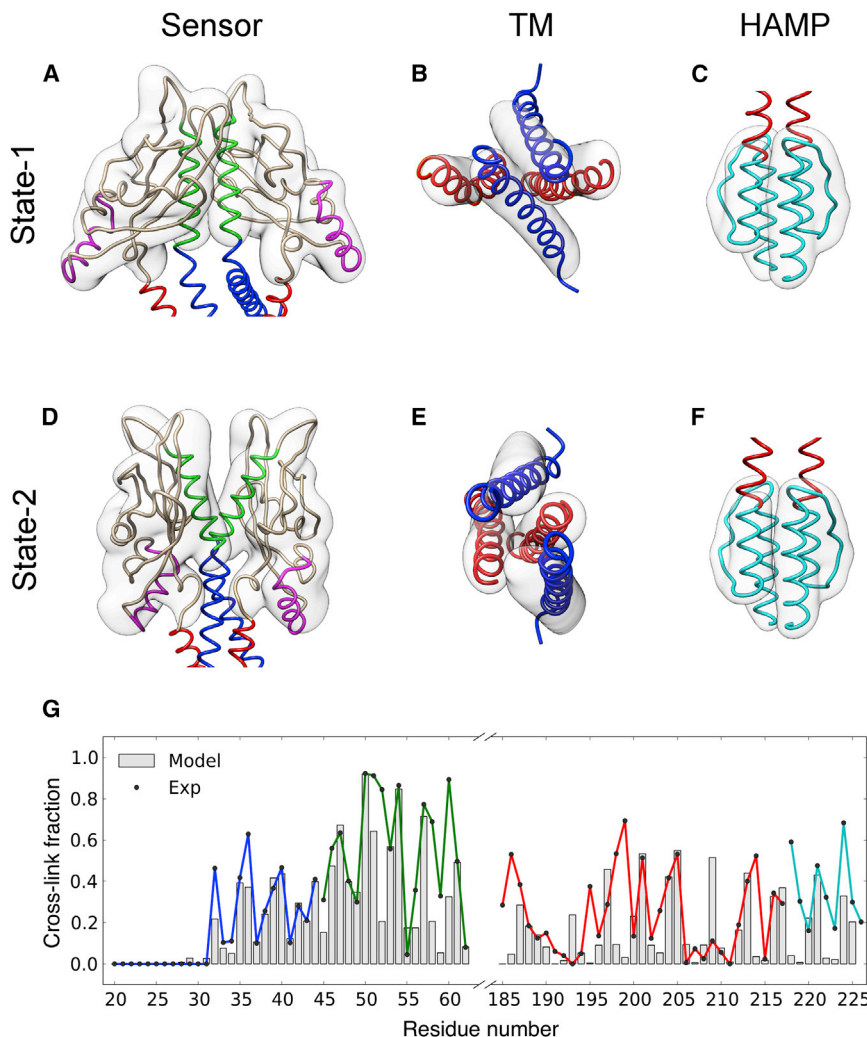 Sensor TM HAMP
A B C
State-1
D E F
State-2
G
Model
Exp
Cross-link fraction
1.0
0.8
0.6
0.4
0.2
0.0
20 25 30 35 40 45 50 55 60 185 190 195 200 205 210 215 220 225
Residue number